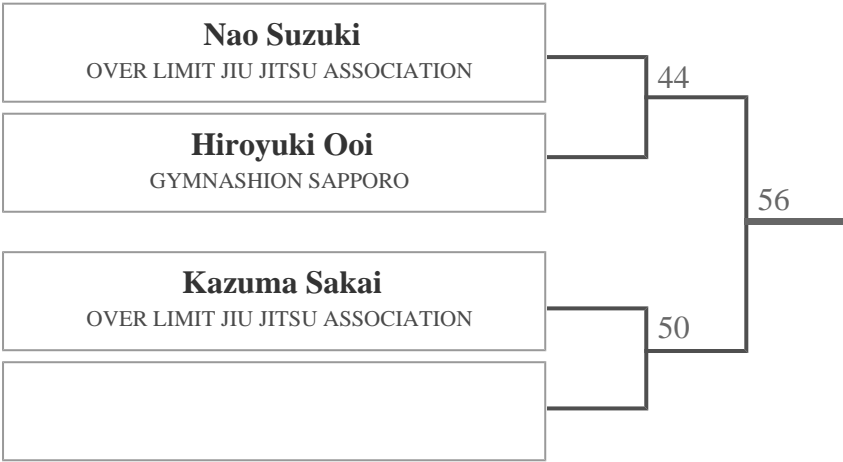 Nao Suzuki
OVER LIMIT JIU JITSU ASSOCIATION
44
Hiroyuki Ooi
GYMNASHION SAPPORO
56
Kazuma Sakai
OVER LIMIT JIU JITSU ASSOCIATION
50